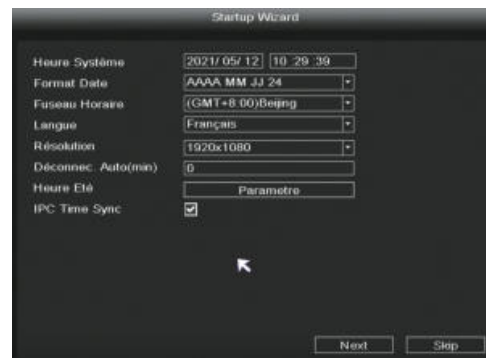 Startup Wizard
Heure Système 2021/05/12 10:29:39
Format Date AAAA MM JJ 24
Fuseau Horaire (GMT+8:00)Beijing
Langue Français
Résolution 1920x1080
Déconnec. Auto(min) 0
Heure Eté Parametre
IPC Time Sync
Next Skip